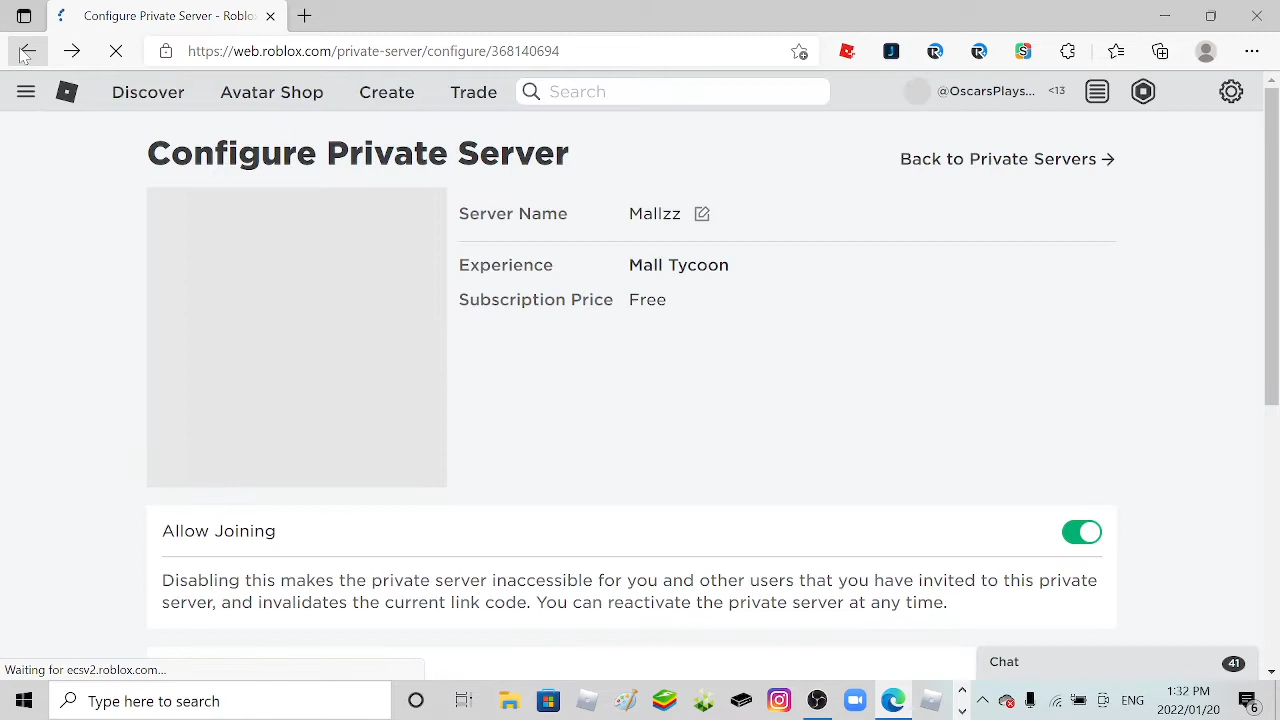 Configure Private Server - Roblox
https://web.roblox.com/private-server/configure/368140694
Discover
Avatar Shop
Create
Trade
Search
@OscarsPlays...
<13
Configure Private Server
Back to Private Servers →
Server Name
Mallzz
Experience
Mall Tycoon
Subscription Price
Free
Allow Joining
Disabling this makes the private server inaccessible for you and other users that you have invited to this private
server, and invalidates the current link code. You can reactivate the private server at any time.
Waiting for ecsv2.roblox.com...
Chat
41
Type here to search
ENG
1:32 PM
2022/01/20
6